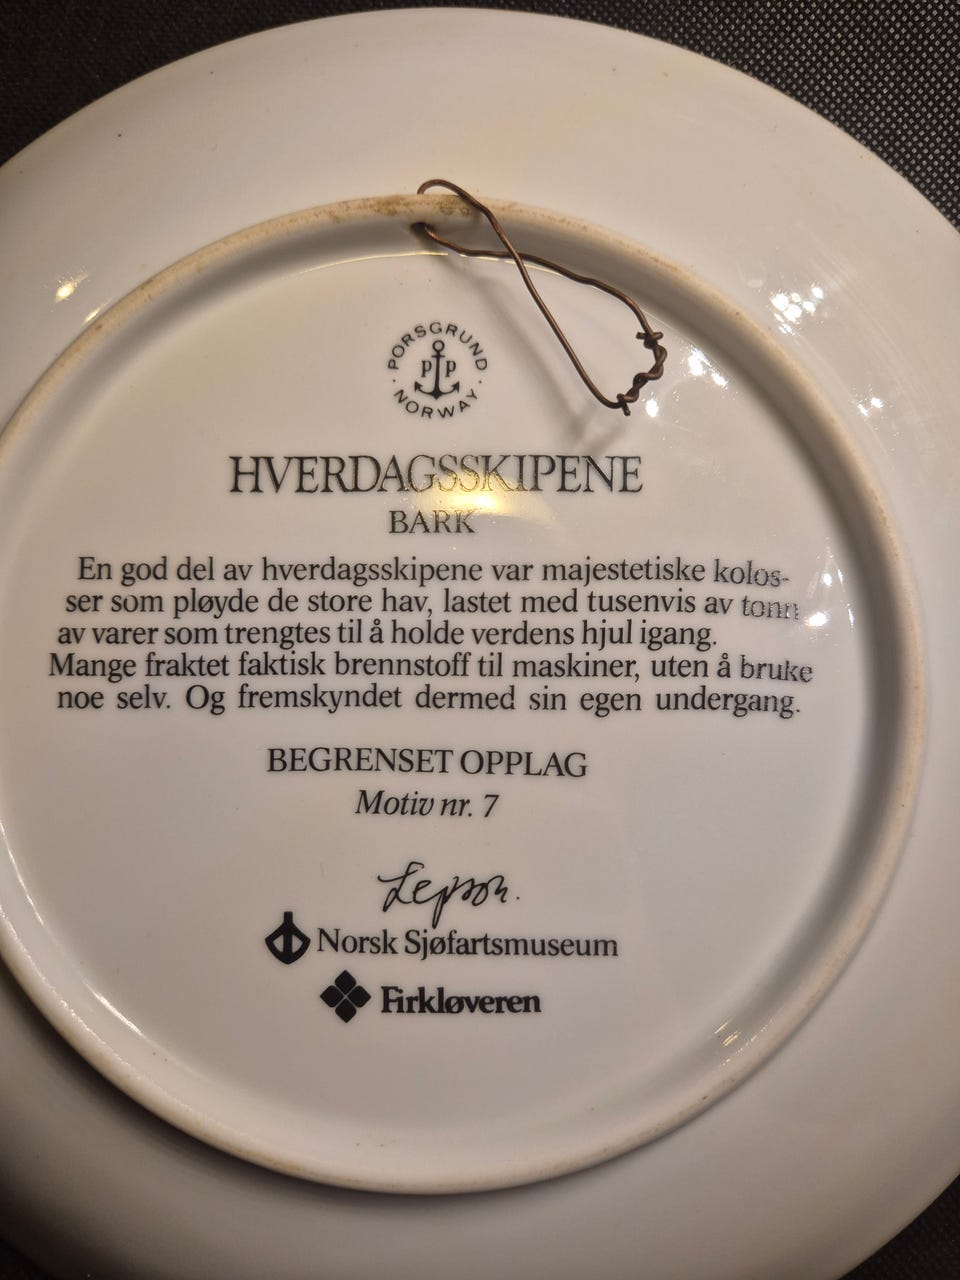 PORSGRUND
PP
NORWAY
HVERDAGSSKIPENE
BARK
En god del av hverdagsskipene var majestetiske kolos-
ser som pløyde de store hav, lastet med tusenvis av tonn
av varer som trengtes til å holde verdens hjul igang.
Mange fraktet faktisk brennstoff til maskiner, uten å bruke
noe selv. Og fremskyndet dermed sin egen undergang.
BEGRENSET OPPLAG
Motiv nr. 7
Lepson.
Norsk Sjøfartsmuseum
Firkløveren